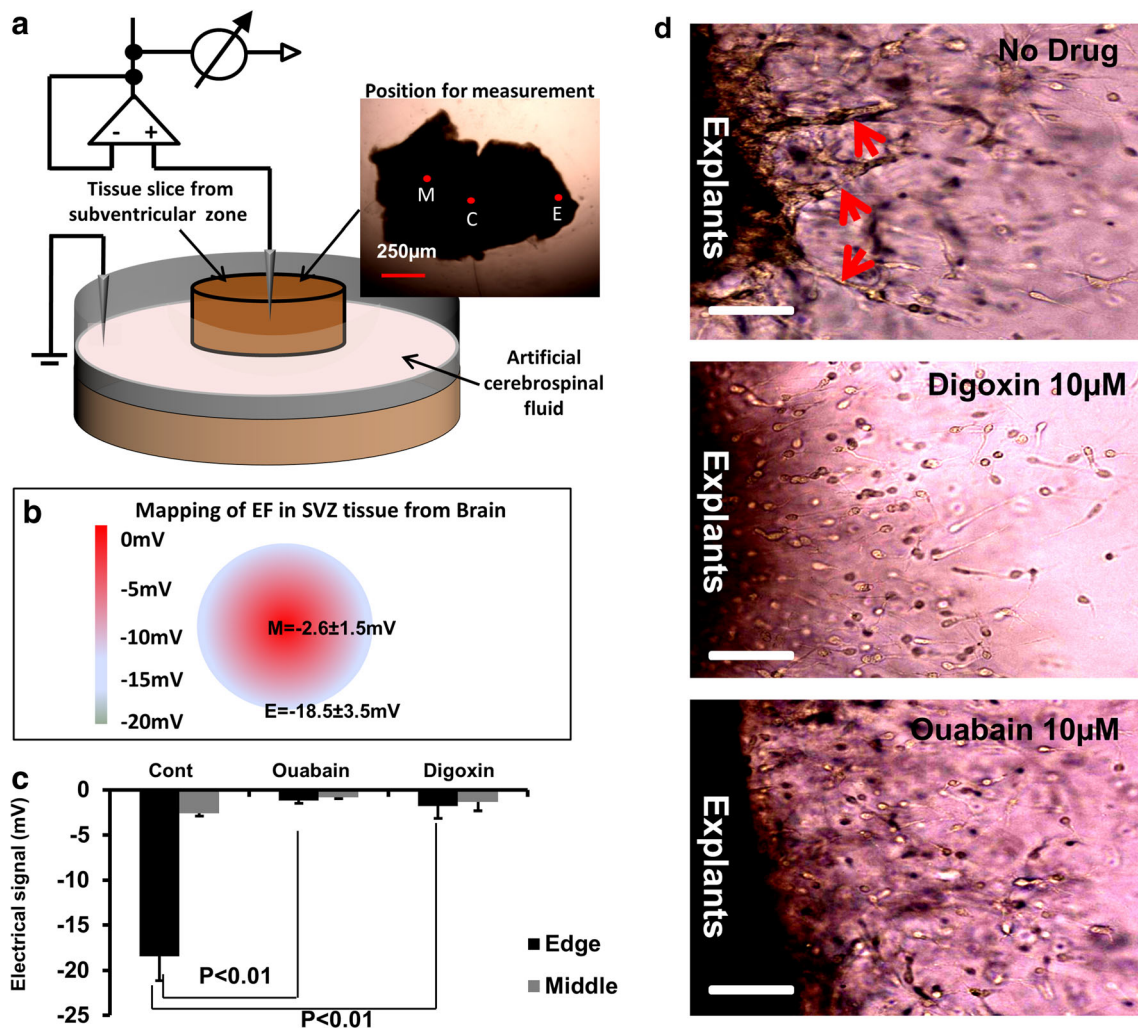 a
- +
Tissue slice from
subventricular zone
Position for measurement
M
C
E
250μm
Artificial
cerebrospinal
fluid
b
Mapping of EF in SVZ tissue from Brain
0mV
-5mV
-10mV
-15mV
-20mV
M=-2.6±1.5mV
E=-18.5±3.5mV
c
Cont
Ouabain
Digoxin
Electrical signal (mV)
0
-5
-10
-15
-20
-25
P<0.01
P<0.01
Edge
Middle
d
No Drug
Explants
Digoxin 10μM
Explants
Ouabain 10μM
Explants